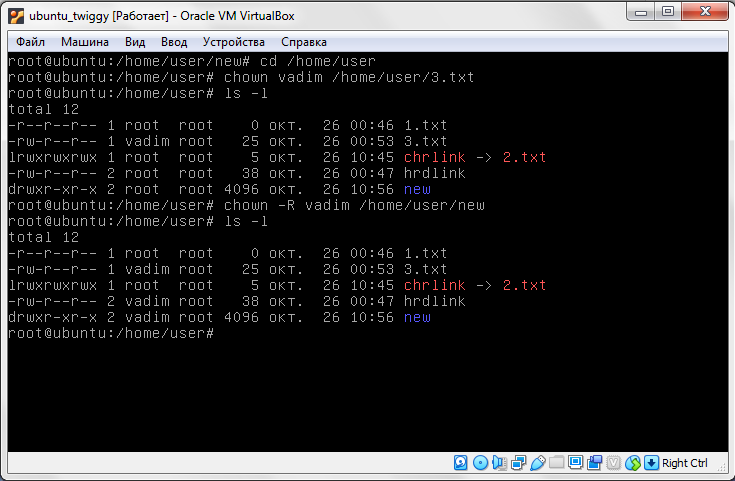 ubuntu_twiggy [Работает] - Oracle VM VirtualBox
Файл Машина Вид Ввод Устройства Справка
root@ubuntu:/home/user/new# cd /home/user
root@ubuntu:/home/user# chown vadim /home/user/3.txt
root@ubuntu:/home/user# ls -l
total 12
-r--r--r-- 1 root  root     0 окт.  26 00:46 1.txt
-rw-r--r-- 1 vadim root    25 окт.  26 00:53 3.txt
lrwxrwxrwx 1 root  root     5 окт.  26 10:45 chrlink -> 2.txt
-rw-r--r-- 2 root  root    38 окт.  26 00:47 hrdlink
drwxr-xr-x 2 root  root  4096 окт.  26 10:56 new
root@ubuntu:/home/user# chown -R vadim /home/user/new
root@ubuntu:/home/user# ls -l
total 12
-r--r--r-- 1 root  root     0 окт.  26 00:46 1.txt
-rw-r--r-- 1 vadim root    25 окт.  26 00:53 3.txt
lrwxrwxrwx 1 root  root     5 окт.  26 10:45 chrlink -> 2.txt
-rw-r--r-- 2 vadim root    38 окт.  26 00:47 hrdlink
drwxr-xr-x 2 vadim root  4096 окт.  26 10:56 new
root@ubuntu:/home/user#
Right Ctrl